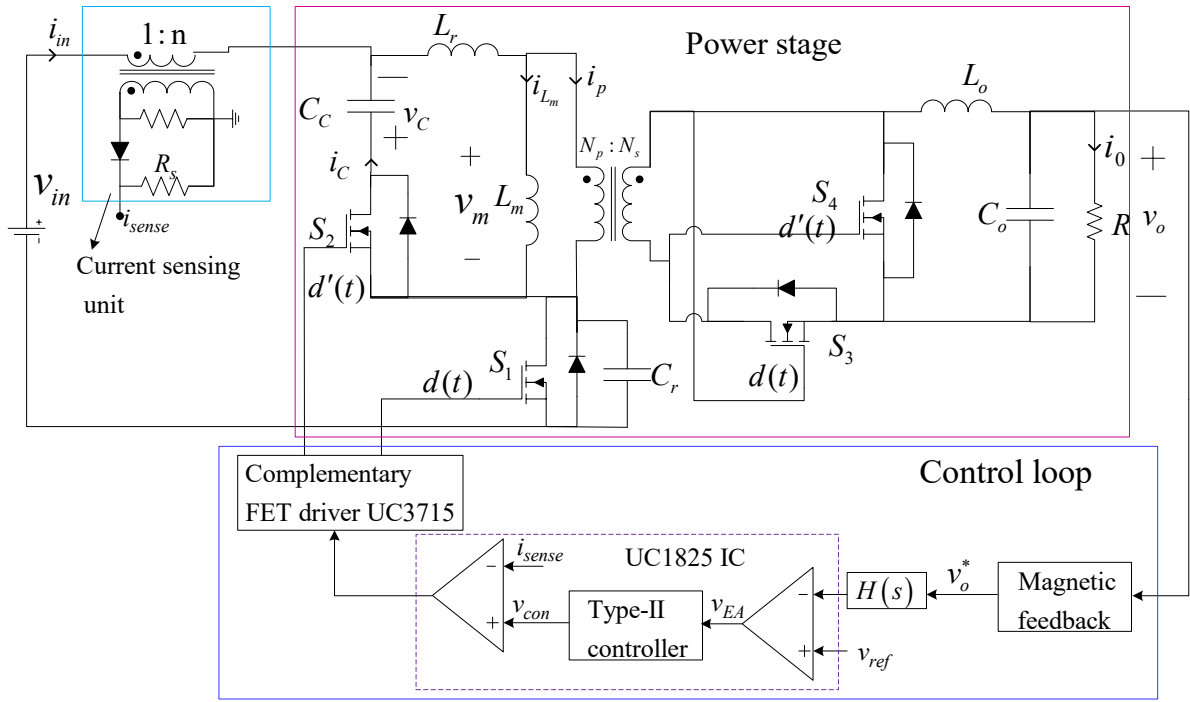 i_in
1:n
L_r
Power stage
i_{L_m}
i_p
L_o
C_C
v_C
N_p : N_s
i_0
R_s
i_C
v_in
v_m
L_m
S_4
C_o
R
v_o
i_sense
S_2
d'(t)
Current sensing
unit
d'(t)
S_1
d(t)
C_r
S_3
d(t)
Complementary
FET driver UC3715
Control loop
i_sense
UC1825 IC
v_con
Type-II
controller
v_EA
H(s)
v_o^*
Magnetic
feedback
v_ref